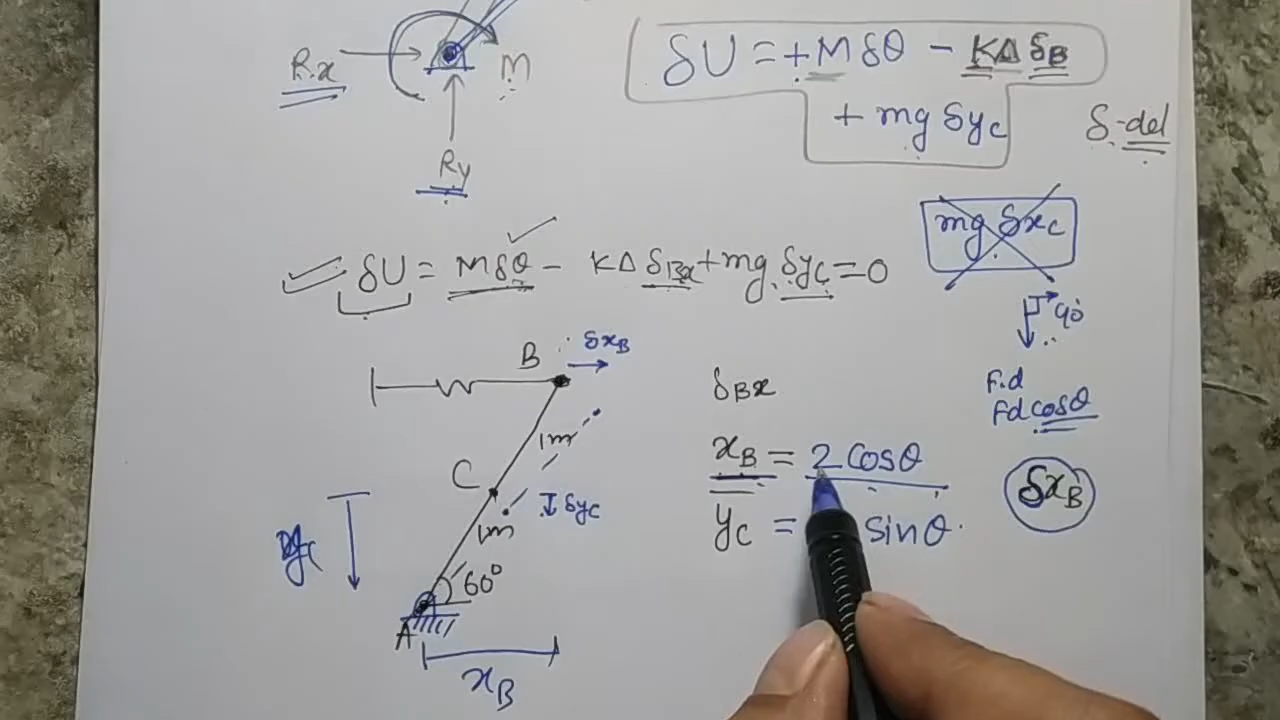 Rx
M
Ry
δU = +Mδθ - KΔ δB
+ mg δyc
δ-del
mg δxc
δU = Mδθ - KΔ δBx + mg δyc = 0
90°
B
δxB
F.d
Fd cosθ
1m
C
δyc
1m
60°
A
xB
δBx
xB = 2 cosθ
yc = sinθ.
δxB